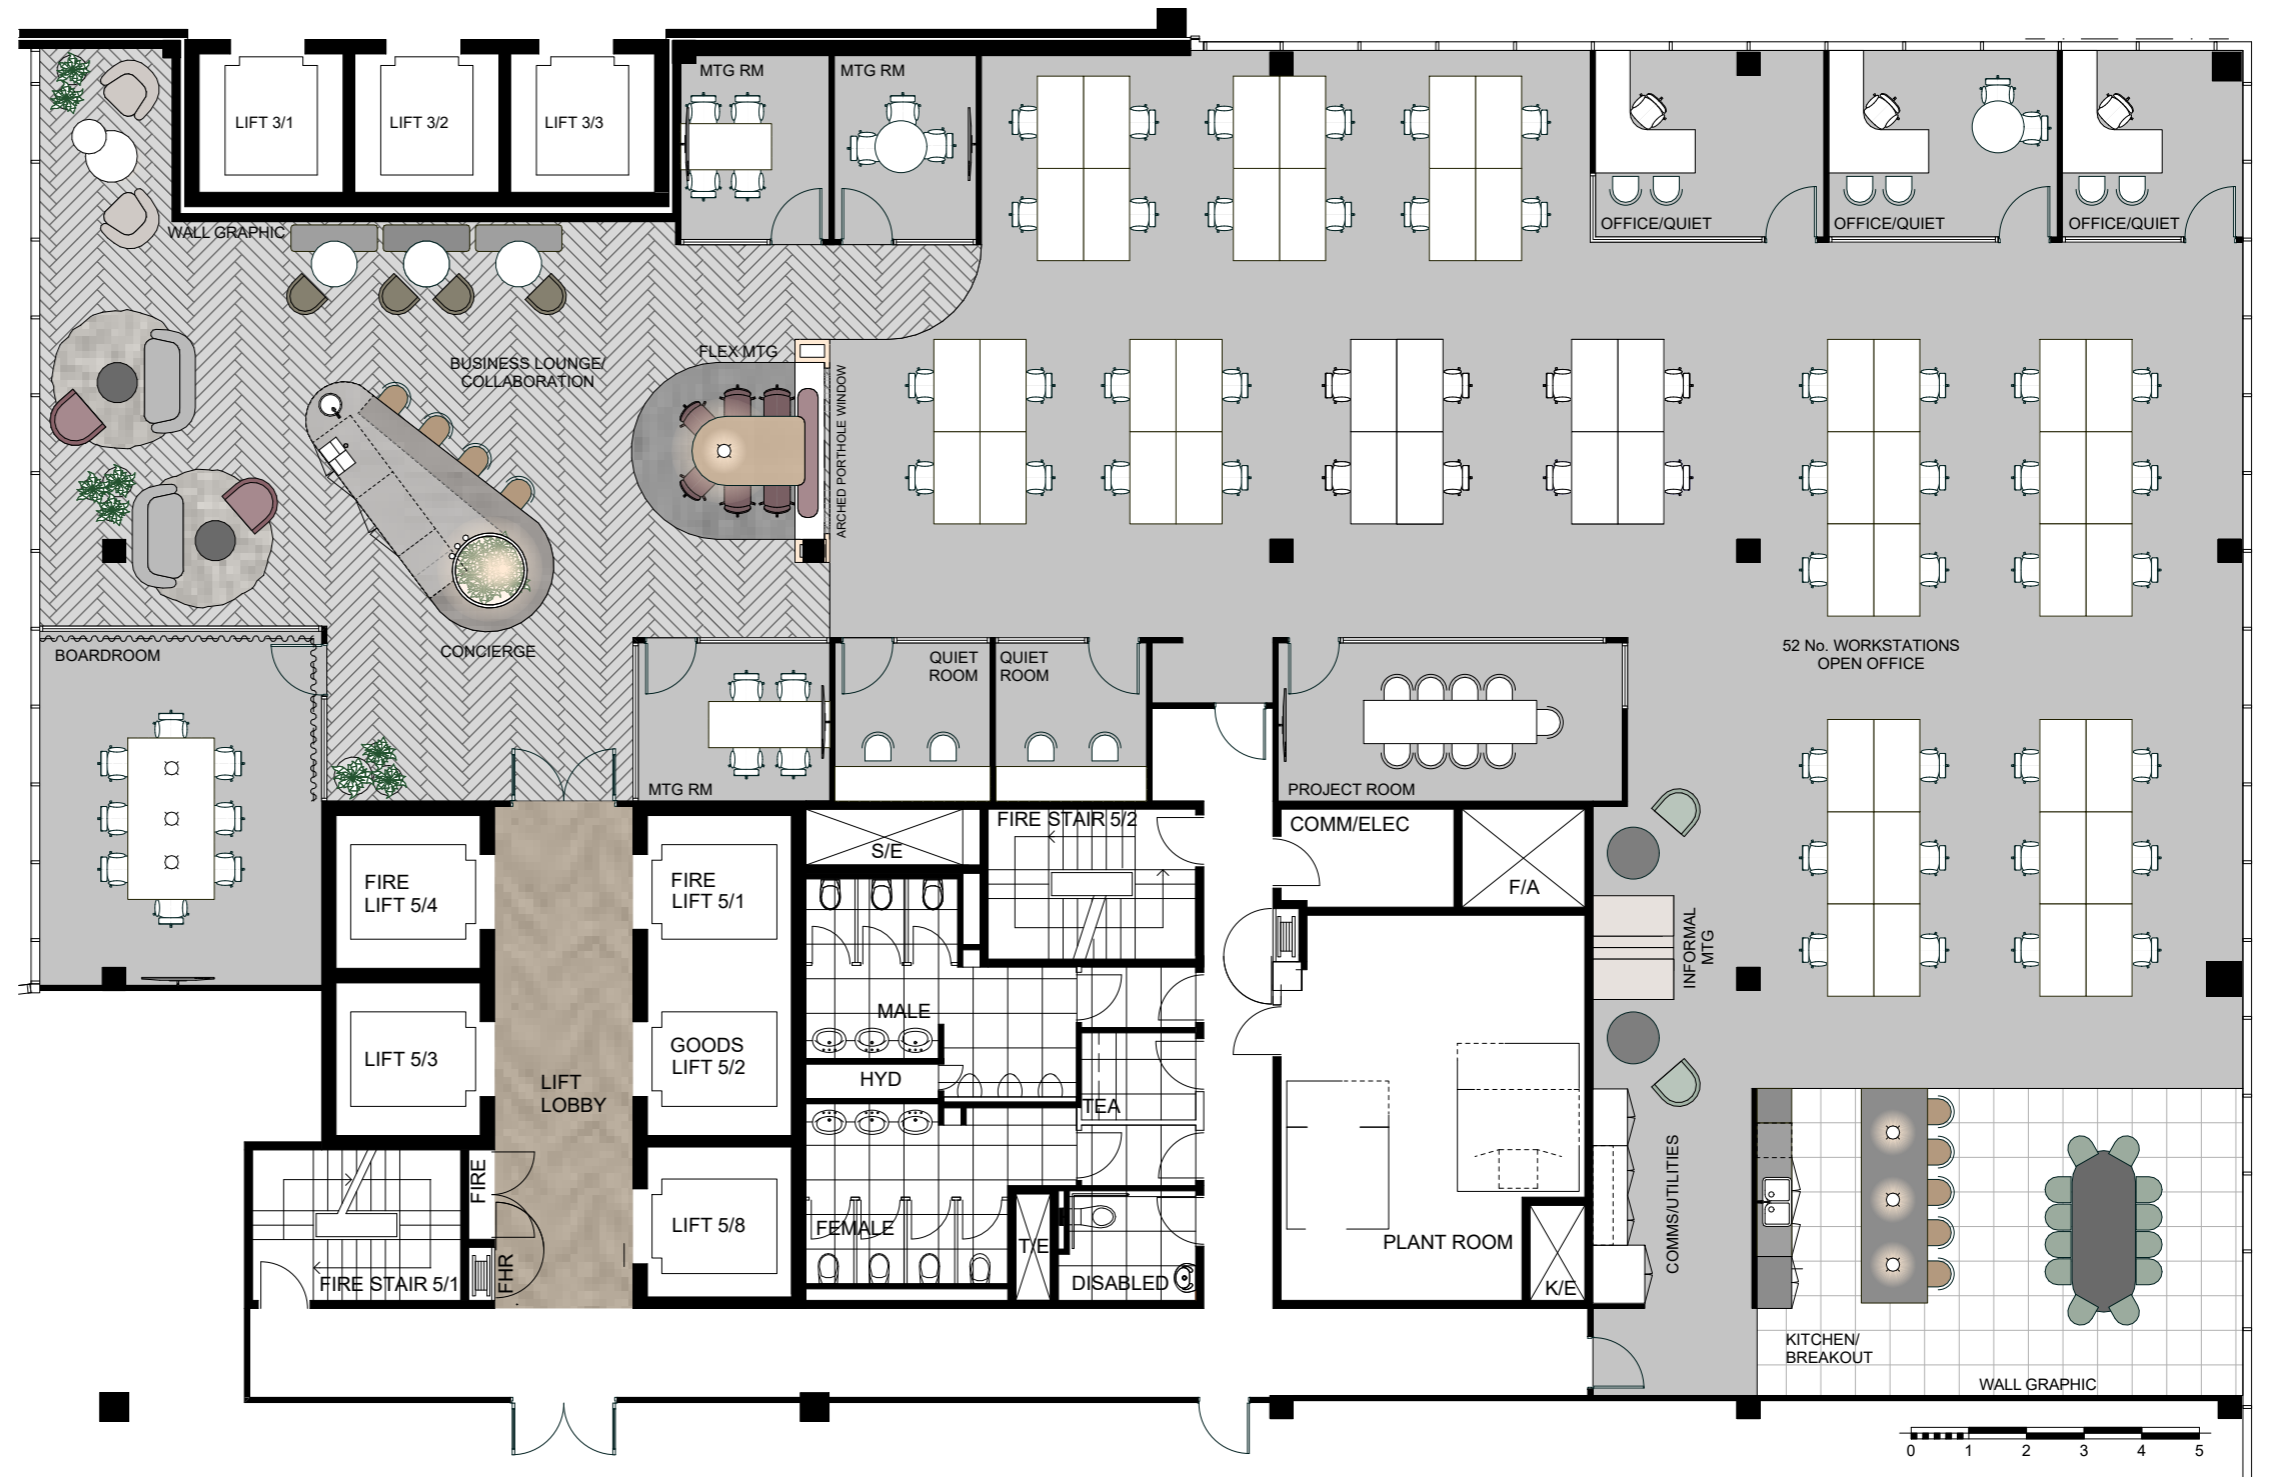 MTG RM
MTG RM
LIFT 3/1
LIFT 3/2
LIFT 3/3
WALL GRAPHIC
OFFICE/QUIET
OFFICE/QUIET
OFFICE/QUIET
FLEX MTG
BUSINESS LOUNGE/
COLLABORATION
ARCHED PORTHOLE WINDOW
BOARDROOM
CONCIERGE
QUIET
ROOM
QUIET
ROOM
52 No. WORKSTATIONS
OPEN OFFICE
MTG RM
PROJECT ROOM
FIRE STAIR 5/2
COMM/ELEC
S/E
FIRE
LIFT 5/4
FIRE
LIFT 5/1
F/A
INFORMAL
MTG
MALE
LIFT 5/3
GOODS
LIFT 5/2
HYD
LIFT
LOBBY
TEA
COMMS/UTILITIES
FIRE
LIFT 5/8
FEMALE
T/E
PLANT ROOM
FIRE STAIR 5/1
FHR
DISABLED
K/E
KITCHEN/
BREAKOUT
WALL GRAPHIC
0 1 2 3 4 5